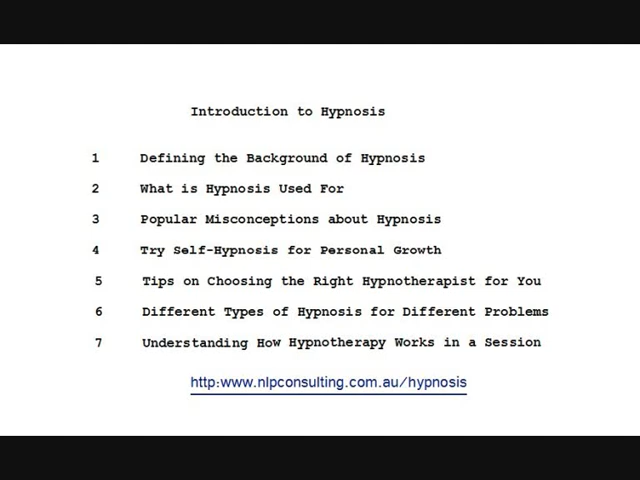 Introduction to Hypnosis
1 Defining the Background of Hypnosis
2 What is Hypnosis Used For
3 Popular Misconceptions about Hypnosis
4 Try Self-Hypnosis for Personal Growth
5 Tips on Choosing the Right Hypnotherapist for You
6 Different Types of Hypnosis for Different Problems
7 Understanding How Hypnotherapy Works in a Session
http:www.nlpconsulting.com.au/hypnosis